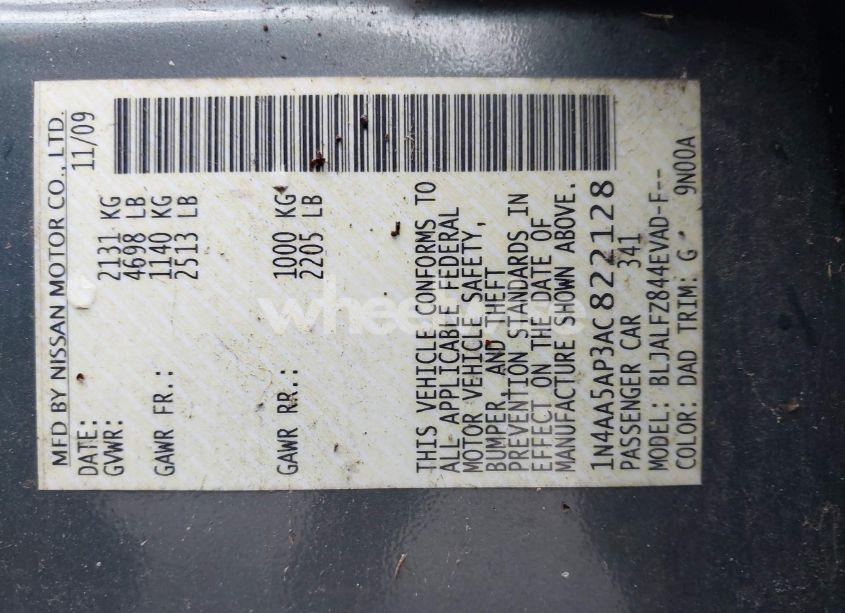 MFD BY NISSAN MOTOR CO., LTD.
DATE: 11/09
GVWR: 2131 KG
4698 LB
GAWR FR.: 1140 KG
2513 LB
GAWR RR.: 1000 KG
2205 LB
THIS VEHICLE CONFORMS TO
ALL APPLICABLE FEDERAL
MOTOR VEHICLE SAFETY,
BUMPER, AND THEFT
PREVENTION STANDARDS IN
EFFECT ON THE DATE OF
MANUFACTURE SHOWN ABOVE.
1N4AA5AP3AC822128
PASSENGER CAR 341
MODEL: BLJALFZ844EVAD-F--
COLOR: DAD TRIM: G 9N00A